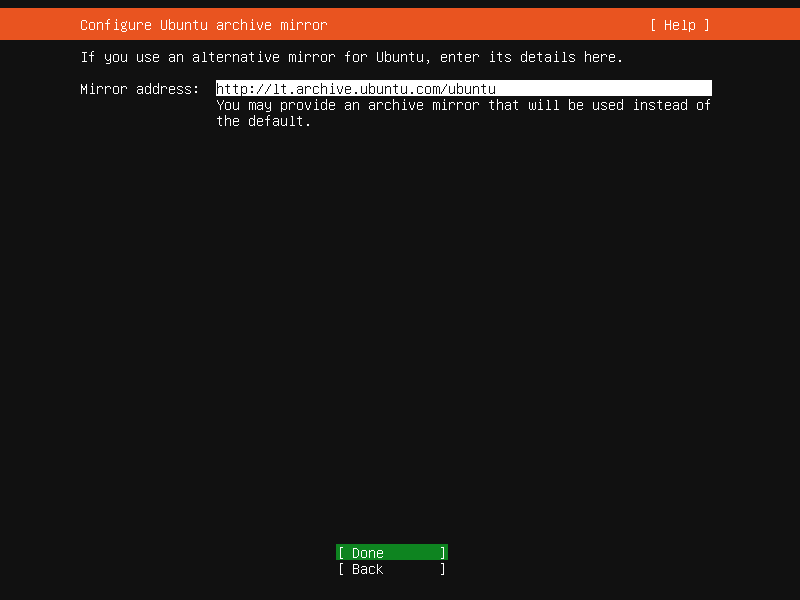 Configure Ubuntu archive mirror [ Help ]
If you use an alternative mirror for Ubuntu, enter its details here.
Mirror address: http://lt.archive.ubuntu.com/ubuntu
You may provide an archive mirror that will be used instead of
the default.
[ Done ]
[ Back ]